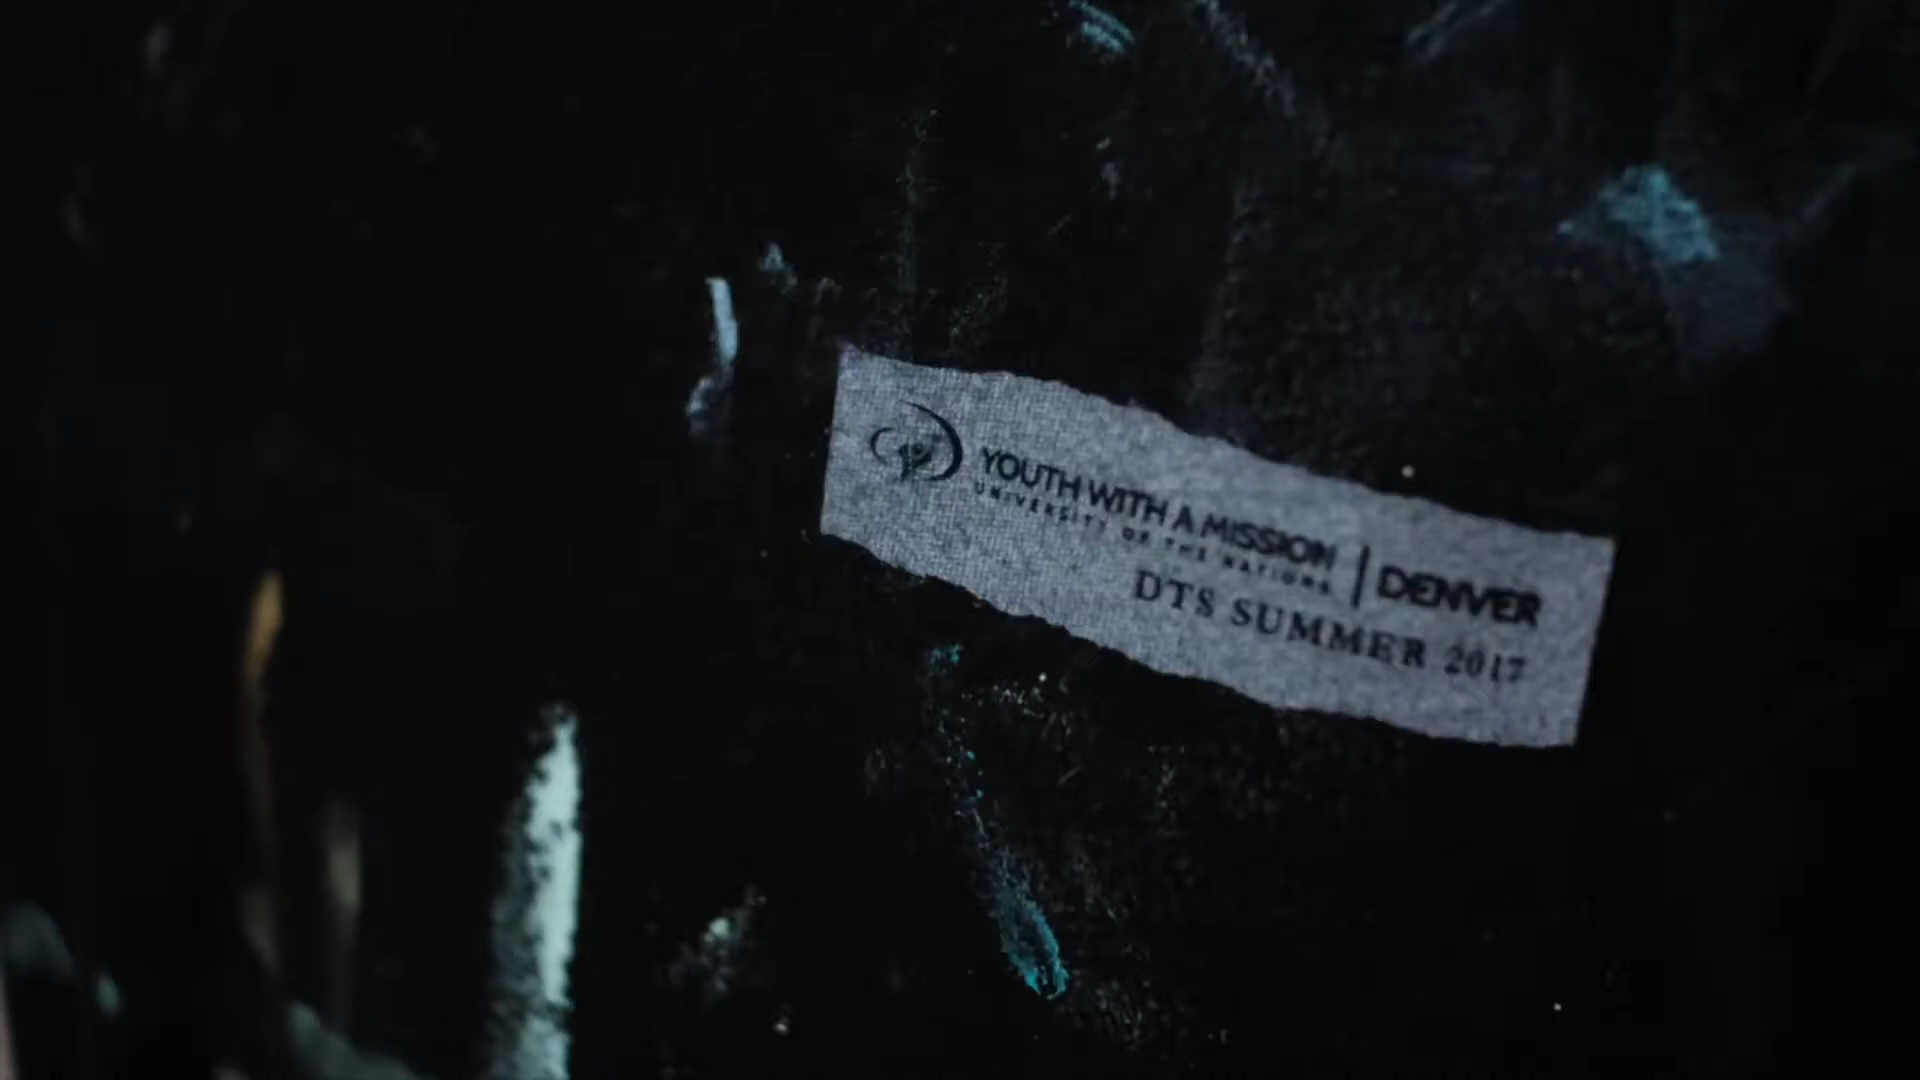 YOUTH WITH A MISSION | DENVER
UNIVERSITY OF THE NATIONS
DTS SUMMER 2017